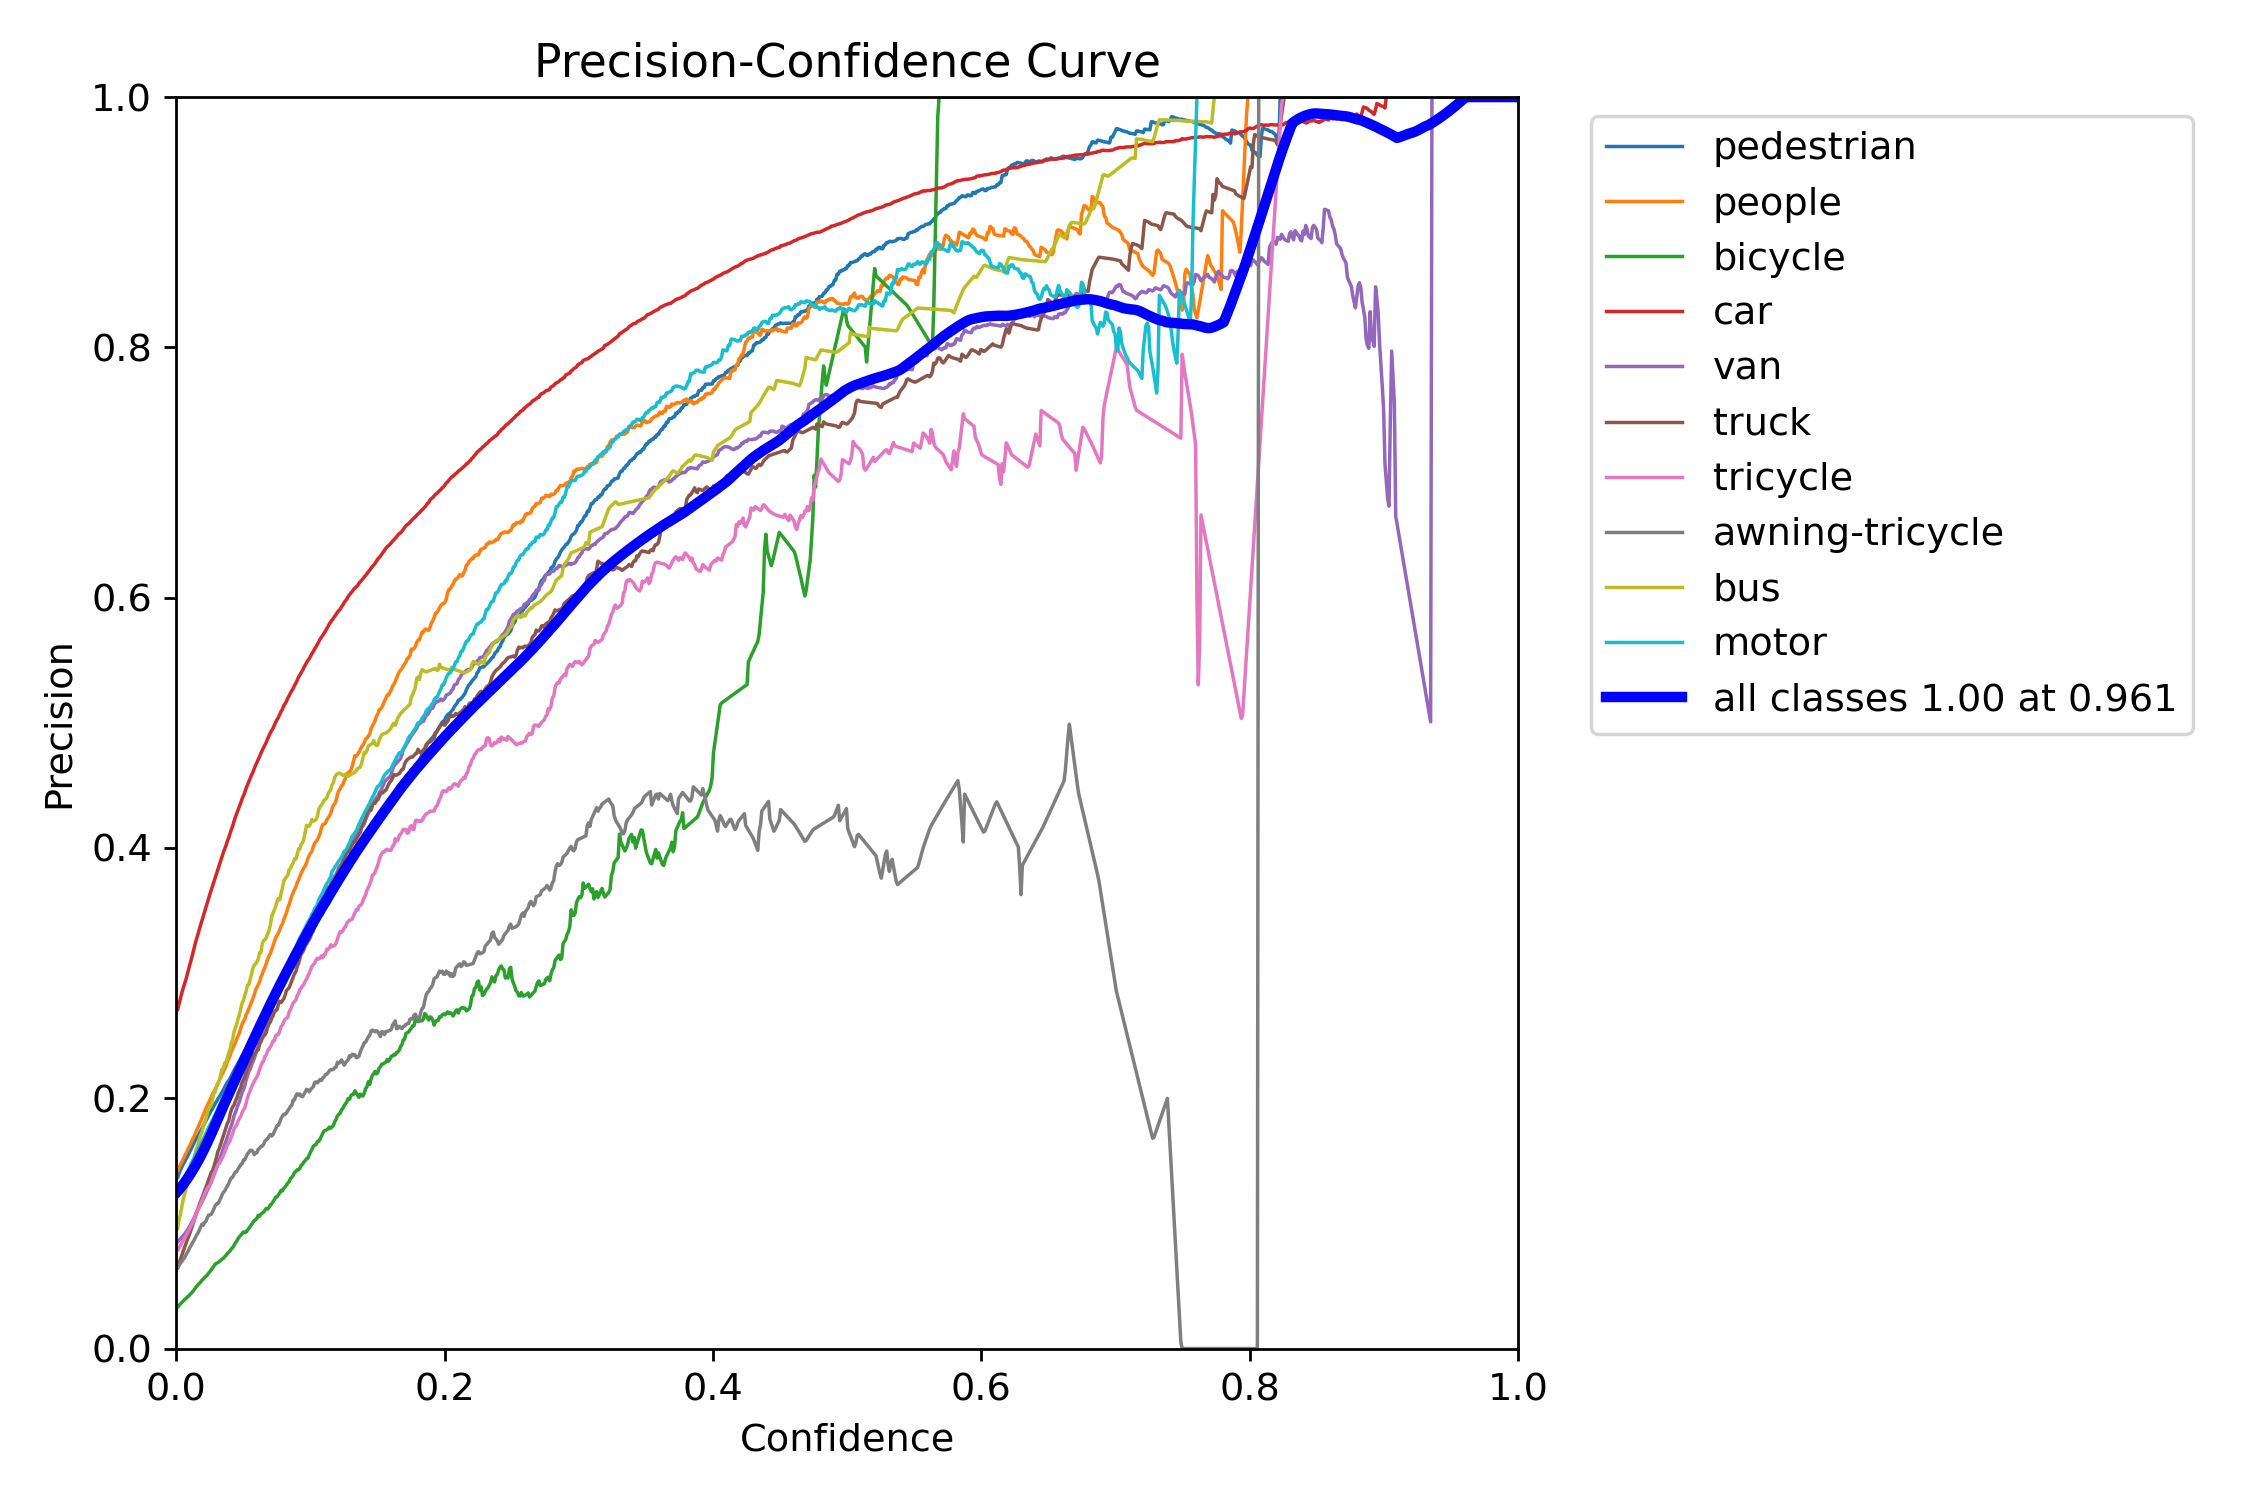 Precision-Confidence Curve
1.0
0.8
0.6
0.4
0.2
0.0
Precision
0.0 0.2 0.4 0.6 0.8 1.0
Confidence
pedestrian
people
bicycle
car
van
truck
tricycle
awning-tricycle
bus
motor
all classes 1.00 at 0.961